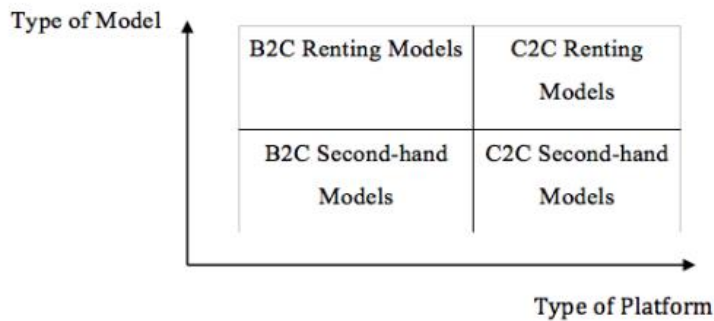 Type of Model
B2C Renting Models
C2C Renting
Models
B2C Second-hand
Models
C2C Second-hand
Models
Type of Platform